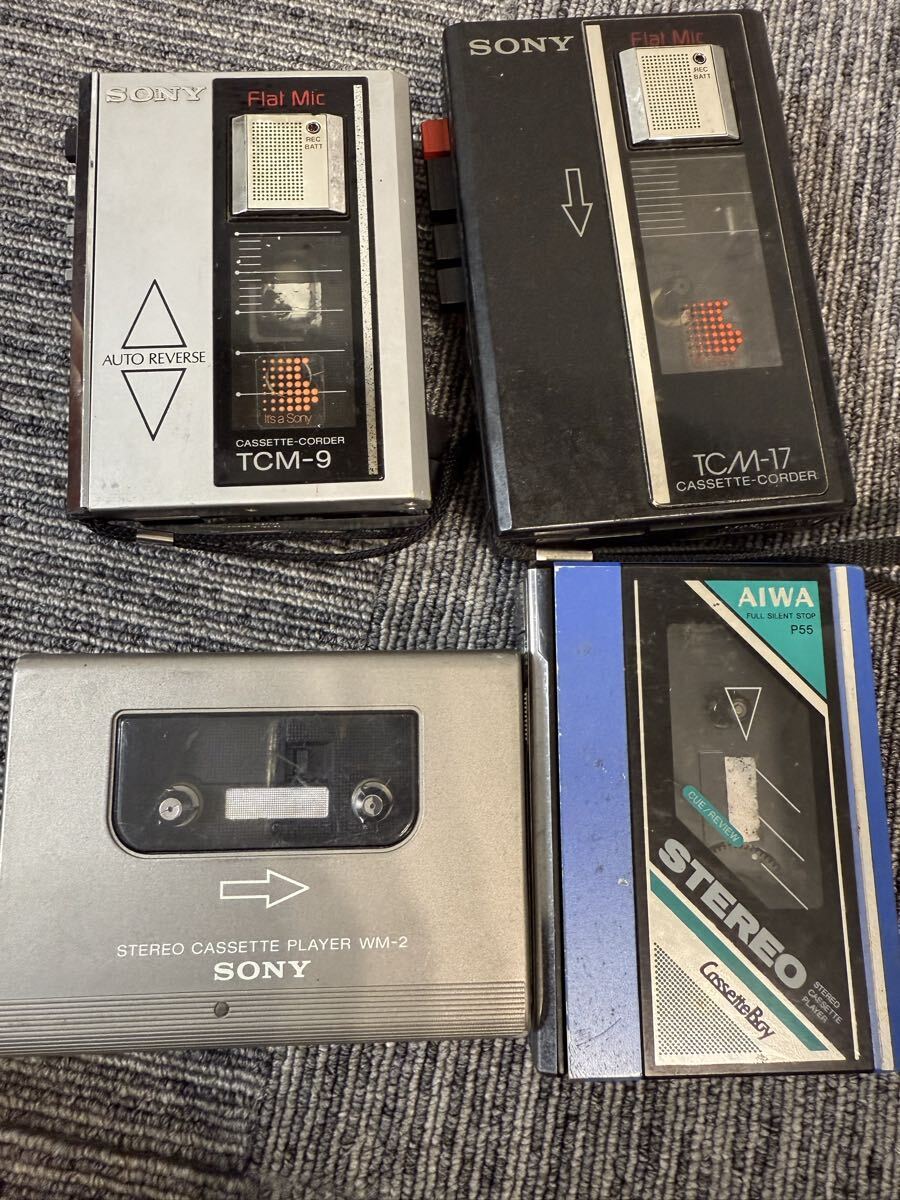 SONY
Flat Mic
REC
BATT
AUTO REVERSE
It's a Sony
CASSETTE-CORDER
TCM-9
SONY
Flat Mic
REC
BATT
TCM-17
CASSETTE-CORDER
STEREO CASSETTE PLAYER WM-2
SONY
AIWA
FULL SILENT STOP
P55
CUE/REVIEW
STEREO
STEREO
CASSETTE
PLAYER
CassetteBoy